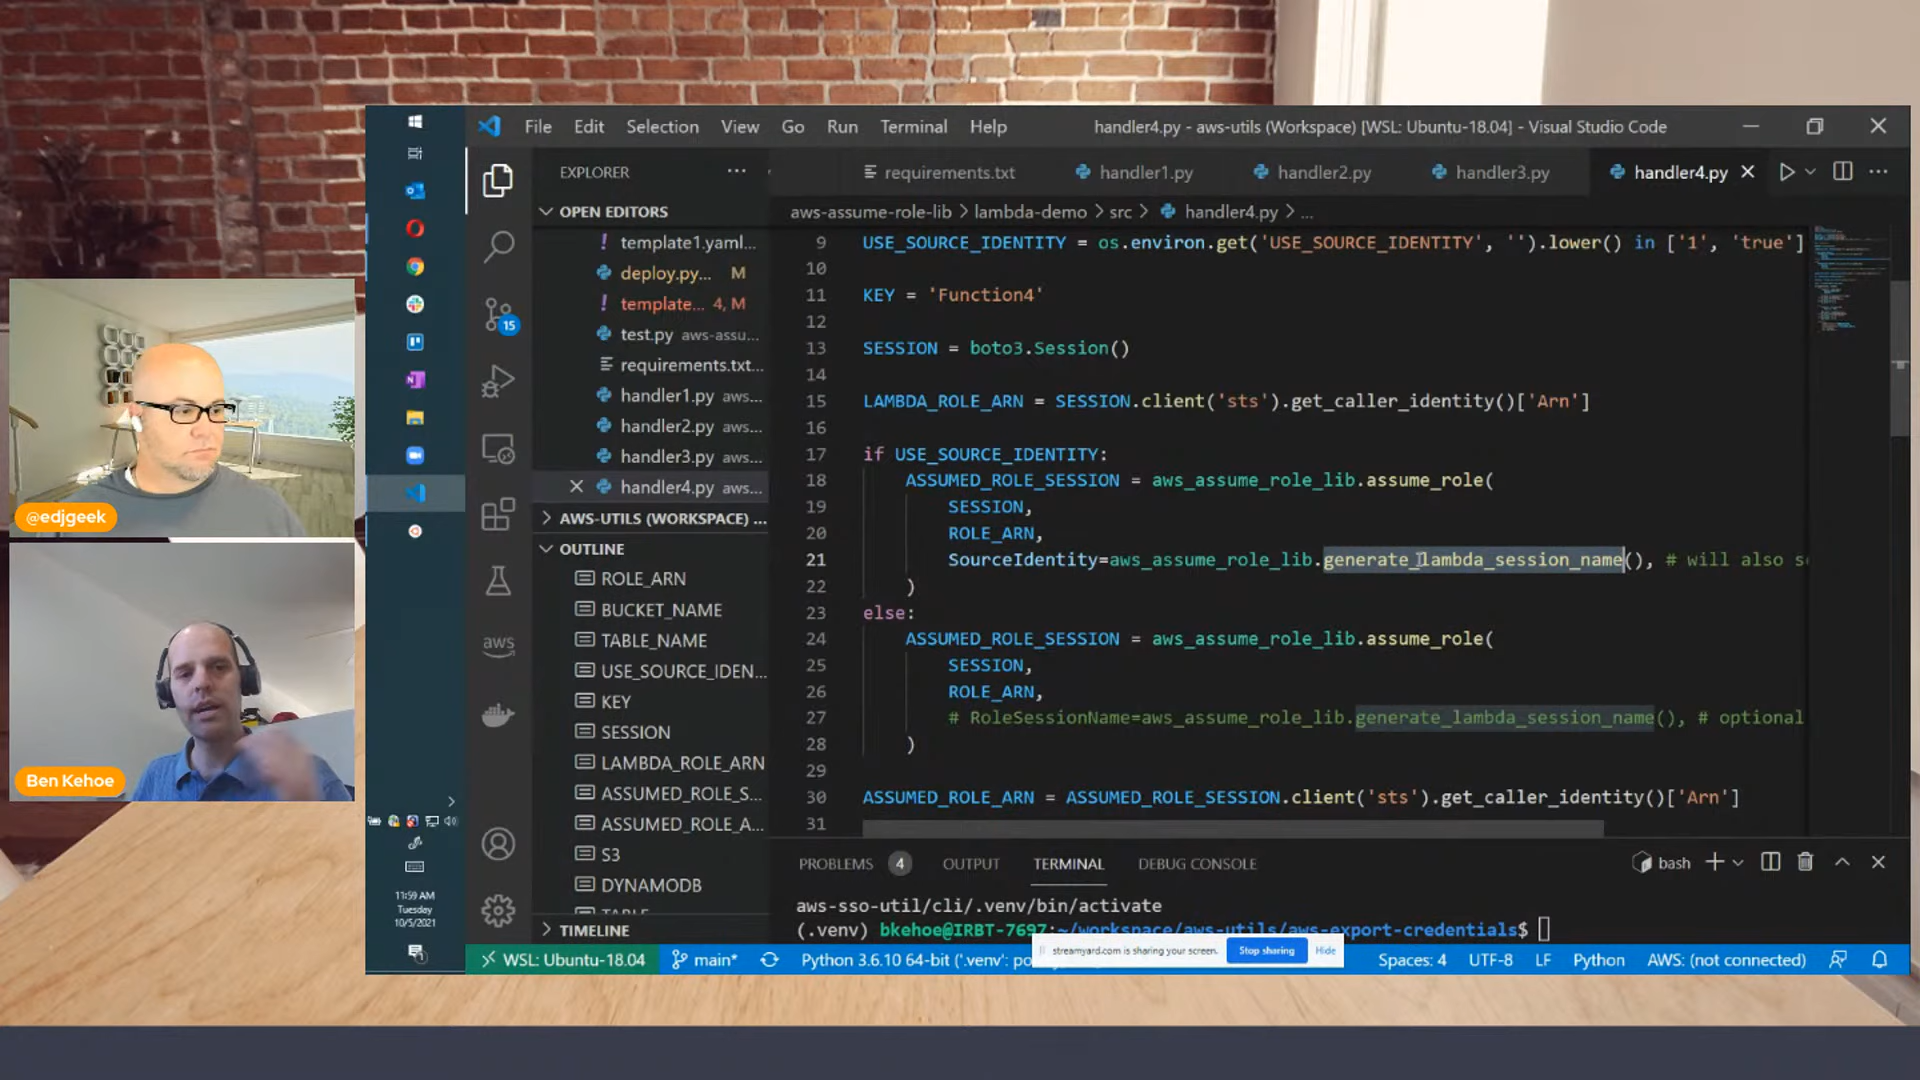 File Edit Selection View Go Run Terminal Help
handler4.py - aws-utils (Workspace) [WSL: Ubuntu-18.04] - Visual Studio Code
EXPLORER
requirements.txt
handler1.py
handler2.py
handler3.py
handler4.py
OPEN EDITORS
template1.yaml...
deploy.py... M
template... 4, M
test.py aws-assu...
requirements.txt...
handler1.py aws...
handler2.py aws...
handler3.py aws...
handler4.py aws...
AWS-UTILS (WORKSPACE) ...
OUTLINE
ROLE_ARN
BUCKET_NAME
TABLE_NAME
USE_SOURCE_IDEN...
KEY
SESSION
LAMBDA_ROLE_ARN
ASSUMED_ROLE_S...
ASSUMED_ROLE_A...
S3
DYNAMODB
TIMELINE
15
aws
aws-assume-role-lib > lambda-demo > src > handler4.py > ...
9 USE_SOURCE_IDENTITY = os.environ.get('USE_SOURCE_IDENTITY', '').lower() in ['1', 'true']
10
11 KEY = 'Function4'
12
13 SESSION = boto3.Session()
14
15 LAMBDA_ROLE_ARN = SESSION.client('sts').get_caller_identity()['Arn']
16
17 if USE_SOURCE_IDENTITY:
18 ASSUMED_ROLE_SESSION = aws_assume_role_lib.assume_role(
19 SESSION,
20 ROLE_ARN,
21 SourceIdentity=aws_assume_role_lib.generate_lambda_session_name(), # will also
22 )
23 else:
24 ASSUMED_ROLE_SESSION = aws_assume_role_lib.assume_role(
25 SESSION,
26 ROLE_ARN,
27 # RoleSessionName=aws_assume_role_lib.generate_lambda_session_name(), # optional
28 )
29
30 ASSUMED_ROLE_ARN = ASSUMED_ROLE_SESSION.client('sts').get_caller_identity()['Arn']
31
PROBLEMS 4 OUTPUT TERMINAL DEBUG CONSOLE
bash
aws-sso-util/cli/.venv/bin/activate
(.venv) bkehoe@IRBT-7697:~/workspace/aws-utils/aws-export-credentials$
streamyard.com is sharing your screen. Stop sharing Hide
WSL: Ubuntu-18.04 main* Python 3.6.10 64-bit ('.venv': Spaces: 4 UTF-8 LF Python AWS: (not connected)
11:59 AM
Tuesday
10/5/2021
@edjgeek
Ben Kehoe